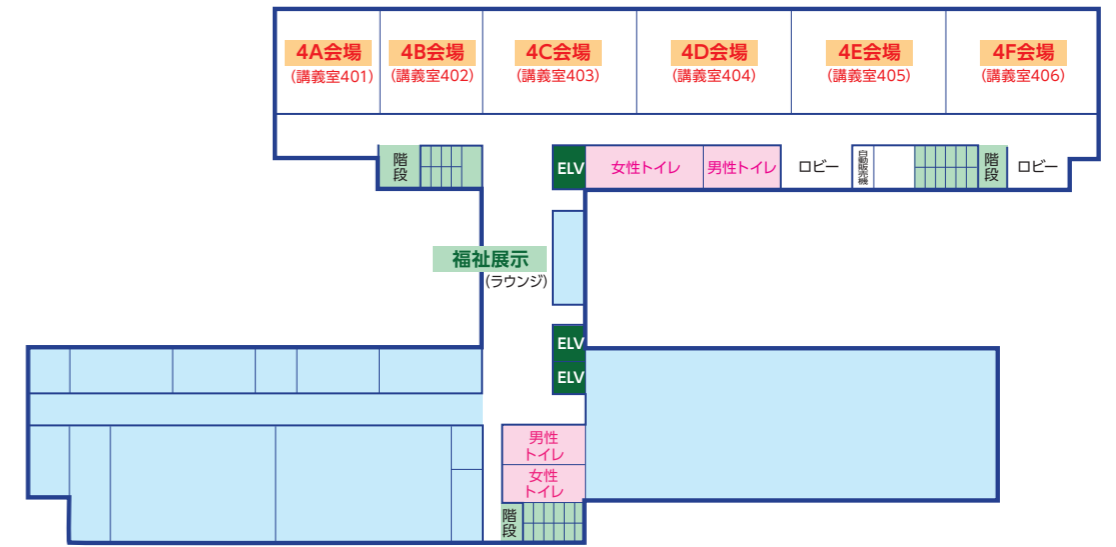 4A会場
(講義室401)
4B会場
(講義室402)
4C会場
(講義室403)
4D会場
(講義室404)
4E会場
(講義室405)
4F会場
(講義室406)
階段
ELV
女性トイレ
男性トイレ
ロビー
自動販売機
階段
ロビー
福祉展示
(ラウンジ)
ELV
ELV
男性
トイレ
女性
トイレ
階段